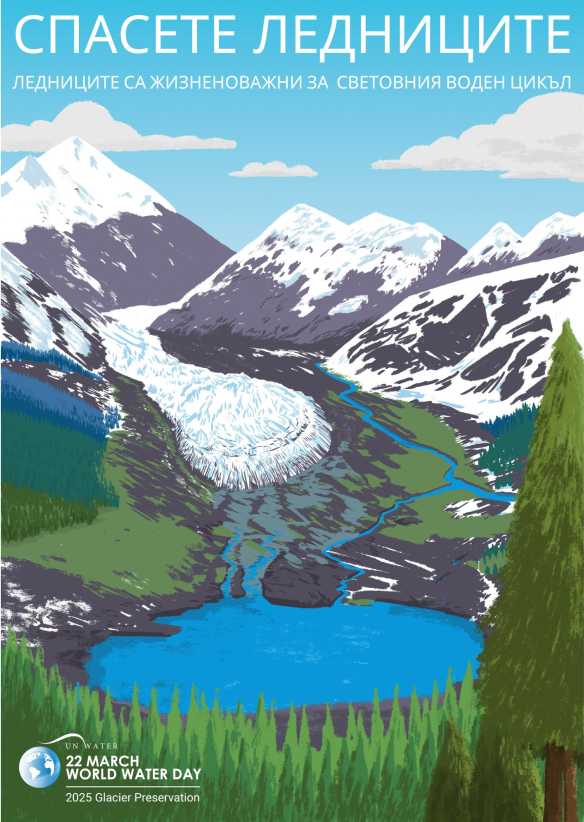 СПАСЕТЕ ЛЕДНИЦИТЕ
ЛЕДНИЦИТЕ СА ЖИЗНЕНОВАЖНИ ЗА СВЕТОВНИЯ ВОДЕН ЦИКЪЛ
UN WATER
22 MARCH
WORLD WATER DAY
2025 Glacier Preservation